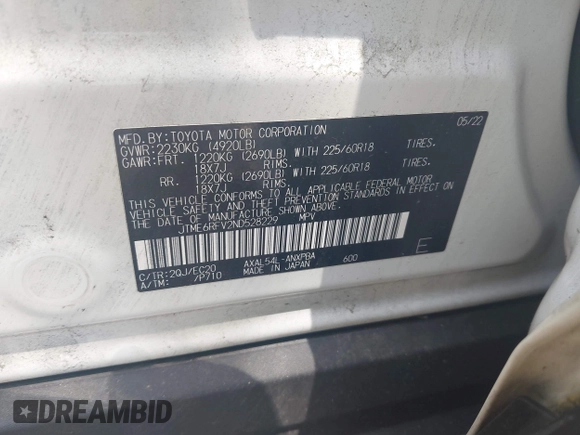 MFD.BY:TOYOTA MOTOR CORPORATION 05/22
GVWR:2230KG (4920LB)
GAWR:FRT. 1220KG (2690LB) WITH 225/60R18 TIRES.
18X7J RIMS.
RR. 1220KG (2690LB) WITH 225/60R18 TIRES.
18X7J RIMS.
THIS VEHICLE CONFORMS TO ALL APPLICABLE FEDERAL MOTOR
VEHICLE SAFETY AND THEFT PREVENTION STANDARDS IN EFFECT ON
THE DATE OF MANUFACTURE SHOWN ABOVE.
JTME6RFV2ND528229 MPV
E
C/TR:2QJ/EC20 AXAL54L-ANXPBA 600
A/TM: /P710 MADE IN JAPAN
DREAMBID